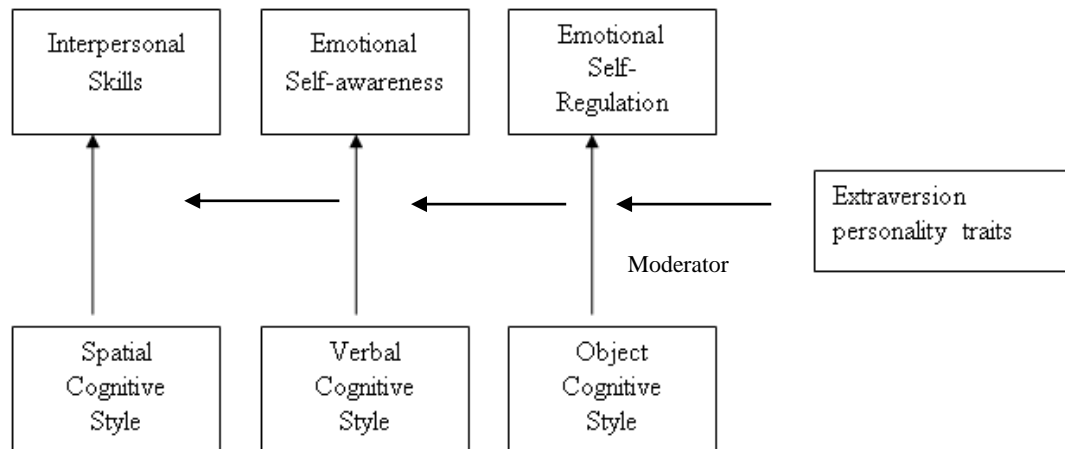 Interpersonal
Skills
Emotional
Self-awareness
Emotional
Self-
Regulation
Extraversion
personality traits
Moderator
Spatial
Cognitive
Style
Verbal
Cognitive
Style
Object
Cognitive
Style